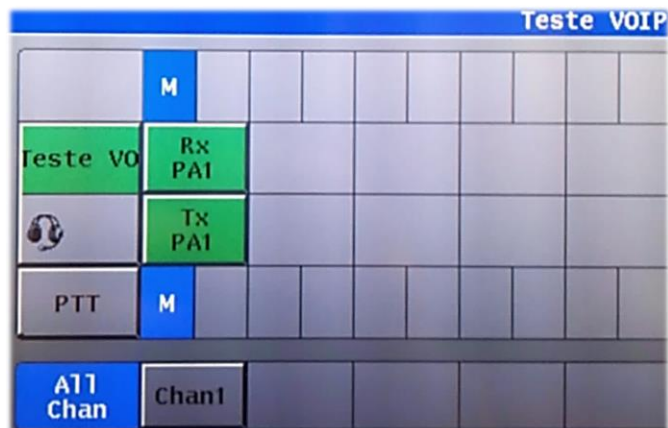 Teste VOIP
M
Teste VO
Rx
PA1
Tx
PA1
PTT
M
All
Chan
Chan1